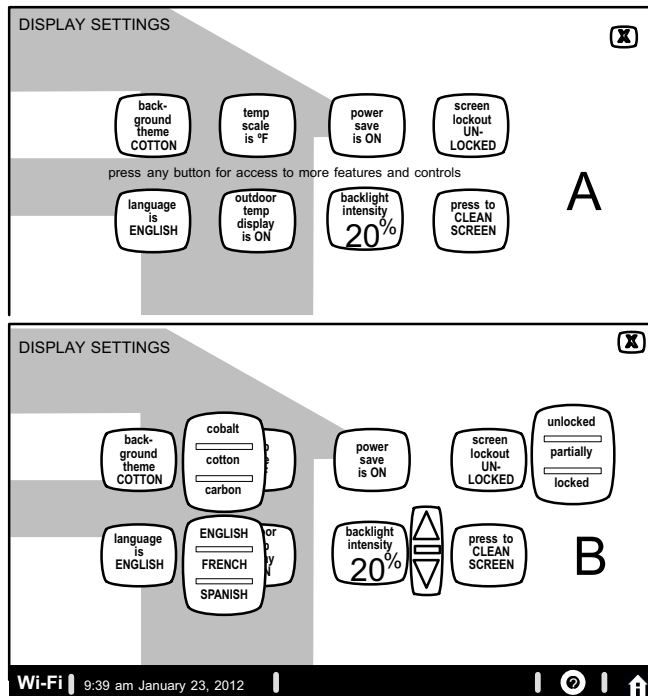 DISPLAY SETTINGS
X
back-
ground
theme
COTTON
temp
scale
is ºF
power
save
is ON
screen
lockout
UN-
LOCKED
press any button for access to more features and controls
A
language
is
ENGLISH
outdoor
temp
display
is ON
backlight
intensity
20%
press to
CLEAN
SCREEN
DISPLAY SETTINGS
X
back-
ground
theme
COTTON
cobalt
cotton
carbon
power
save
is ON
screen
lockout
UN-
LOCKED
unlocked
partially
locked
language
is
ENGLISH
ENGLISH
FRENCH
SPANISH
backlight
intensity
20%
press to
CLEAN
SCREEN
B
Wi-Fi 9:39 am January 23, 2012 ?